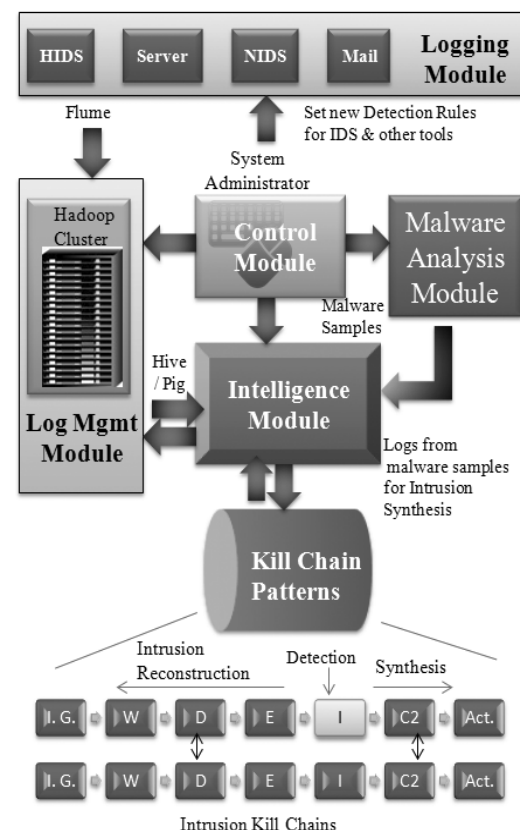 HIDS
Server
NIDS
Mail
Logging
Module
Flume
Set new Detection Rules
for IDS & other tools
System
Administrator
Hadoop
Cluster
Control
Module
Malware
Analysis
Module
Malware
Samples
Hive
/ Pig
Intelligence
Module
Log Mgmt
Module
Logs from
malware samples
for Intrusion
Synthesis
Kill Chain
Patterns
Intrusion
Reconstruction
Detection
Synthesis
I. G. W D E I C2 Act.
I. G. W D E I C2 Act.
Intrusion Kill Chains